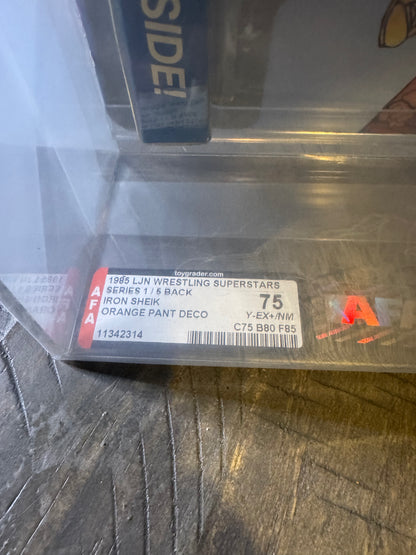 SIDE!
toygrader.com
AFA
1985 LJN WRESTLING SUPERSTARS
SERIES 1 / 5 BACK
IRON SHEIK
ORANGE PANT DECO
11342314
75
Y-EX+/NM
C75 B80 F85
AFA